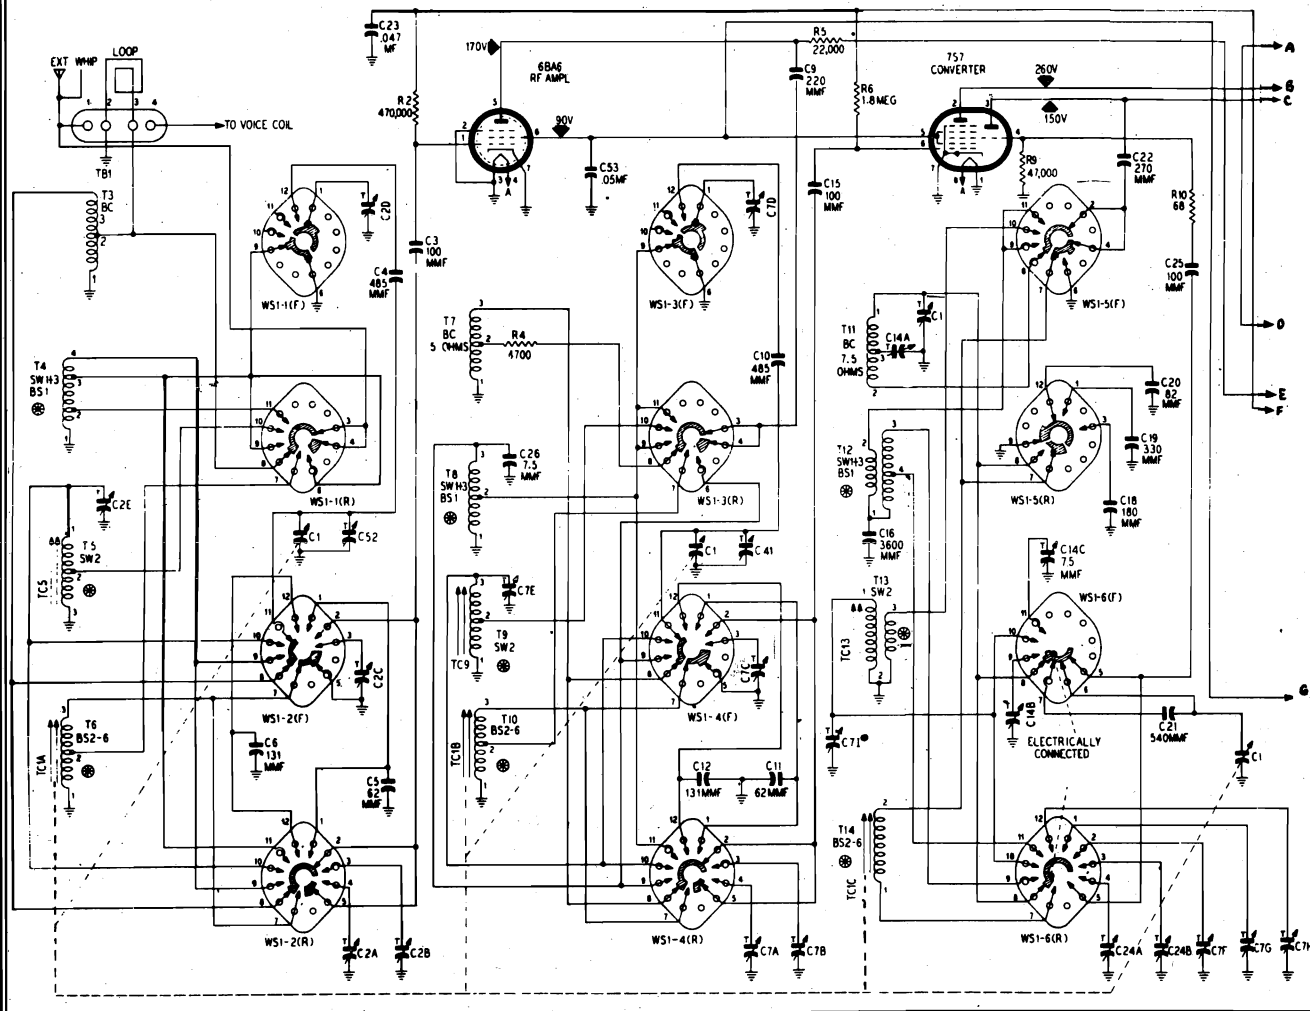 C23
.047
MF
EXT WHIP
LOOP
1 2 3 4
TO VOICE COIL
TB1
R2
470,000
170V
6BA6
RF AMPL
90V
C53
.05MF
R5
22,000
C9
220
MMF
R6
1.8 MEG
7S7
CONVERTER
260V
150V
R9
47,000
C22
270
MMF
R10
68
C25
100
MMF
A
B
C
D
E
F
G
T3
BC
C2D
C3
100
MMF
C4
485
MMF
WS1-1(F)
C7D
C15
100
MMF
WS1-3(F)
WS1-5(F)
T4
SW1-3
BS1
T7
BC
5 OHMS
R4
4700
C10
485
MMF
T11
BC
7.5
OHMS
C14A
C1
C20
82
MMF
C19
330
MMF
C18
180
MMF
WS1-1(R)
WS1-3(R)
WS1-5(R)
C2E
T5
SW2
TC5
C1
C52
T8
SW1-3
BS1
C26
7.5
MMF
C1
C41
T12
SW1-3
BS1
C16
3600
MMF
C14C
7.5
MMF
T13
SW2
TC13
WS1-6(F)
C7E
T9
SW2
TC9
C2C
C7C
WS1-2(F)
WS1-4(F)
T6
BS2-6
TC1A
C6
131
MMF
C5
62
MMF
T10
BS2-6
TC1B
C12
131MMF
C11
62MMF
C7I
C14B
ELECTRICALLY
CONNECTED
C21
540MMF
C1
T14
BS2-6
TC1C
WS1-2(R)
C2A
C2B
WS1-4(R)
C7A
C7B
WS1-6(R)
C24A
C24B
C7F
C7G
C7H